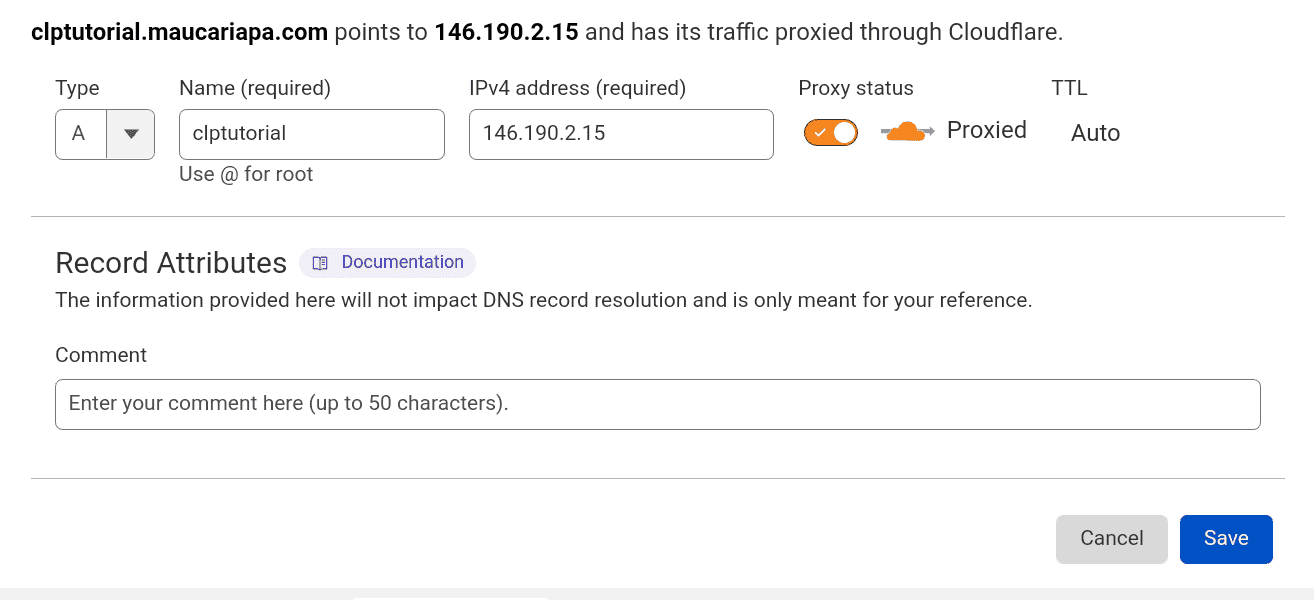 clptutorial.maucariapa.com points to 146.190.2.15 and has its traffic proxied through Cloudflare.
Type Name (required) IPv4 address (required) Proxy status TTL
A clptutorial 146.190.2.15 Proxied Auto
Use @ for root
Record Attributes Documentation
The information provided here will not impact DNS record resolution and is only meant for your reference.
Comment
Enter your comment here (up to 50 characters).
Cancel Save